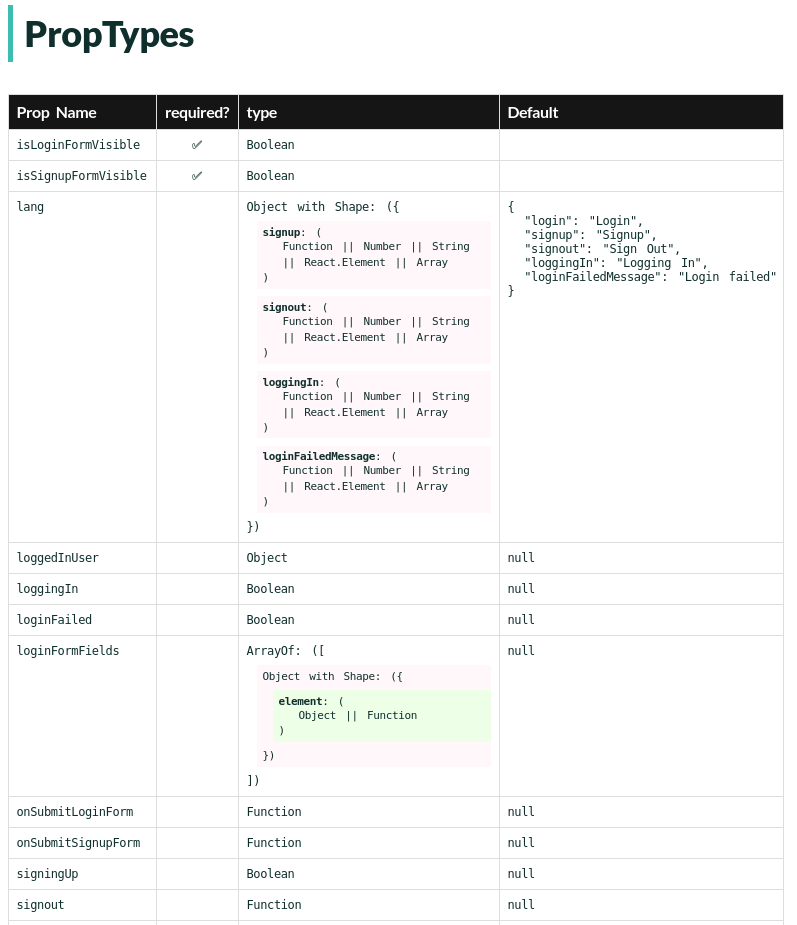 PropTypes
Prop Name required? type Default
isLoginFormVisible ✅ Boolean
isSignupFormVisible ✅ Boolean
lang Object with Shape: ({ {
"login": "Login",
signup: (
"signup": "Signup",
Function || Number || String
"signout": "Sign Out",
|| React.Element || Array
"loggingIn": "Logging In",
)
"loginFailedMessage": "Login failed"
}
signout: (
Function || Number || String
|| React.Element || Array
)
loggingIn: (
Function || Number || String
|| React.Element || Array
)
loginFailedMessage: (
Function || Number || String
|| React.Element || Array
)
})
loggedInUser Object null
loggingIn Boolean null
loginFailed Boolean null
loginFormFields ArrayOf: ([ null
Object with Shape: ({
element: (
Object || Function
)
})
])
onSubmitLoginForm Function null
onSubmitSignupForm Function null
signingUp Boolean null
signout Function null